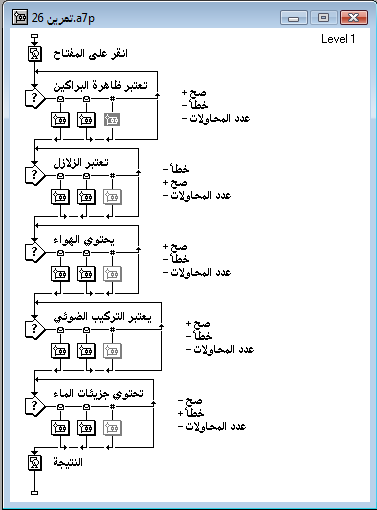 تمرين 26.a7p
Level 1
انقر على المفتاح
تعتبر ظاهرة البراكين
صح +
خطأ -
عدد المحاولات -
تعتبر الزلازل
خطأ -
صح +
عدد المحاولات -
يحتوي الهواء
صح +
خطأ -
عدد المحاولات -
يعتبر التركيب الضوئي
صح +
خطأ -
عدد المحاولات -
تحتوي جزيئات الماء
صح -
خطأ +
عدد المحاولات -
النتيجة